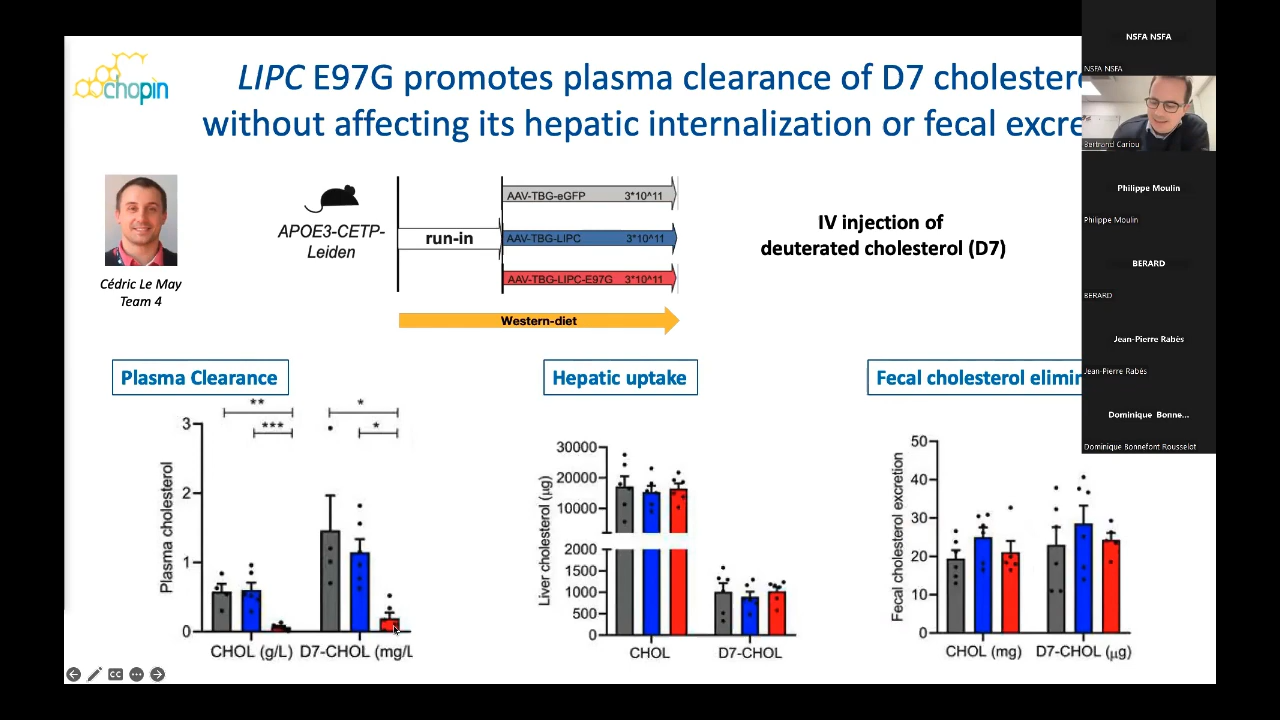 chopin
LIPC E97G promotes plasma clearance of D7 cholester
without affecting its hepatic internalization or fecal excre
NSFA NSFA
NSFA NSFA
Bertrand Cariou
Philippe Moulin
Philippe Moulin
BERARD
BERARD
Jean-Pierre Rabès
Jean-Pierre Rabès
Dominique Bonne...
Dominique Bonnefont Rousselot
Cédric Le May
Team 4
APOE3-CETP-
Leiden
run-in
AAV-TBG-eGFP 3*10^11
AAV-TBG-LIPC 3*10^11
AAV-TBG-LIPC-E97G 3*10^11
Western-diet
IV injection of
deuterated cholesterol (D7)
Plasma Clearance
** *
*** *
Plasma cholesterol
3
2
1
0
CHOL (g/L) D7-CHOL (mg/L
Hepatic uptake
Liver cholesterol (µg)
30000
20000
10000
2000
1500
1000
500
0
CHOL D7-CHOL
Fecal cholesterol elimin
Fecal cholesterol excretion
50
40
30
20
10
0
CHOL (mg) D7-CHOL (µg)
CC